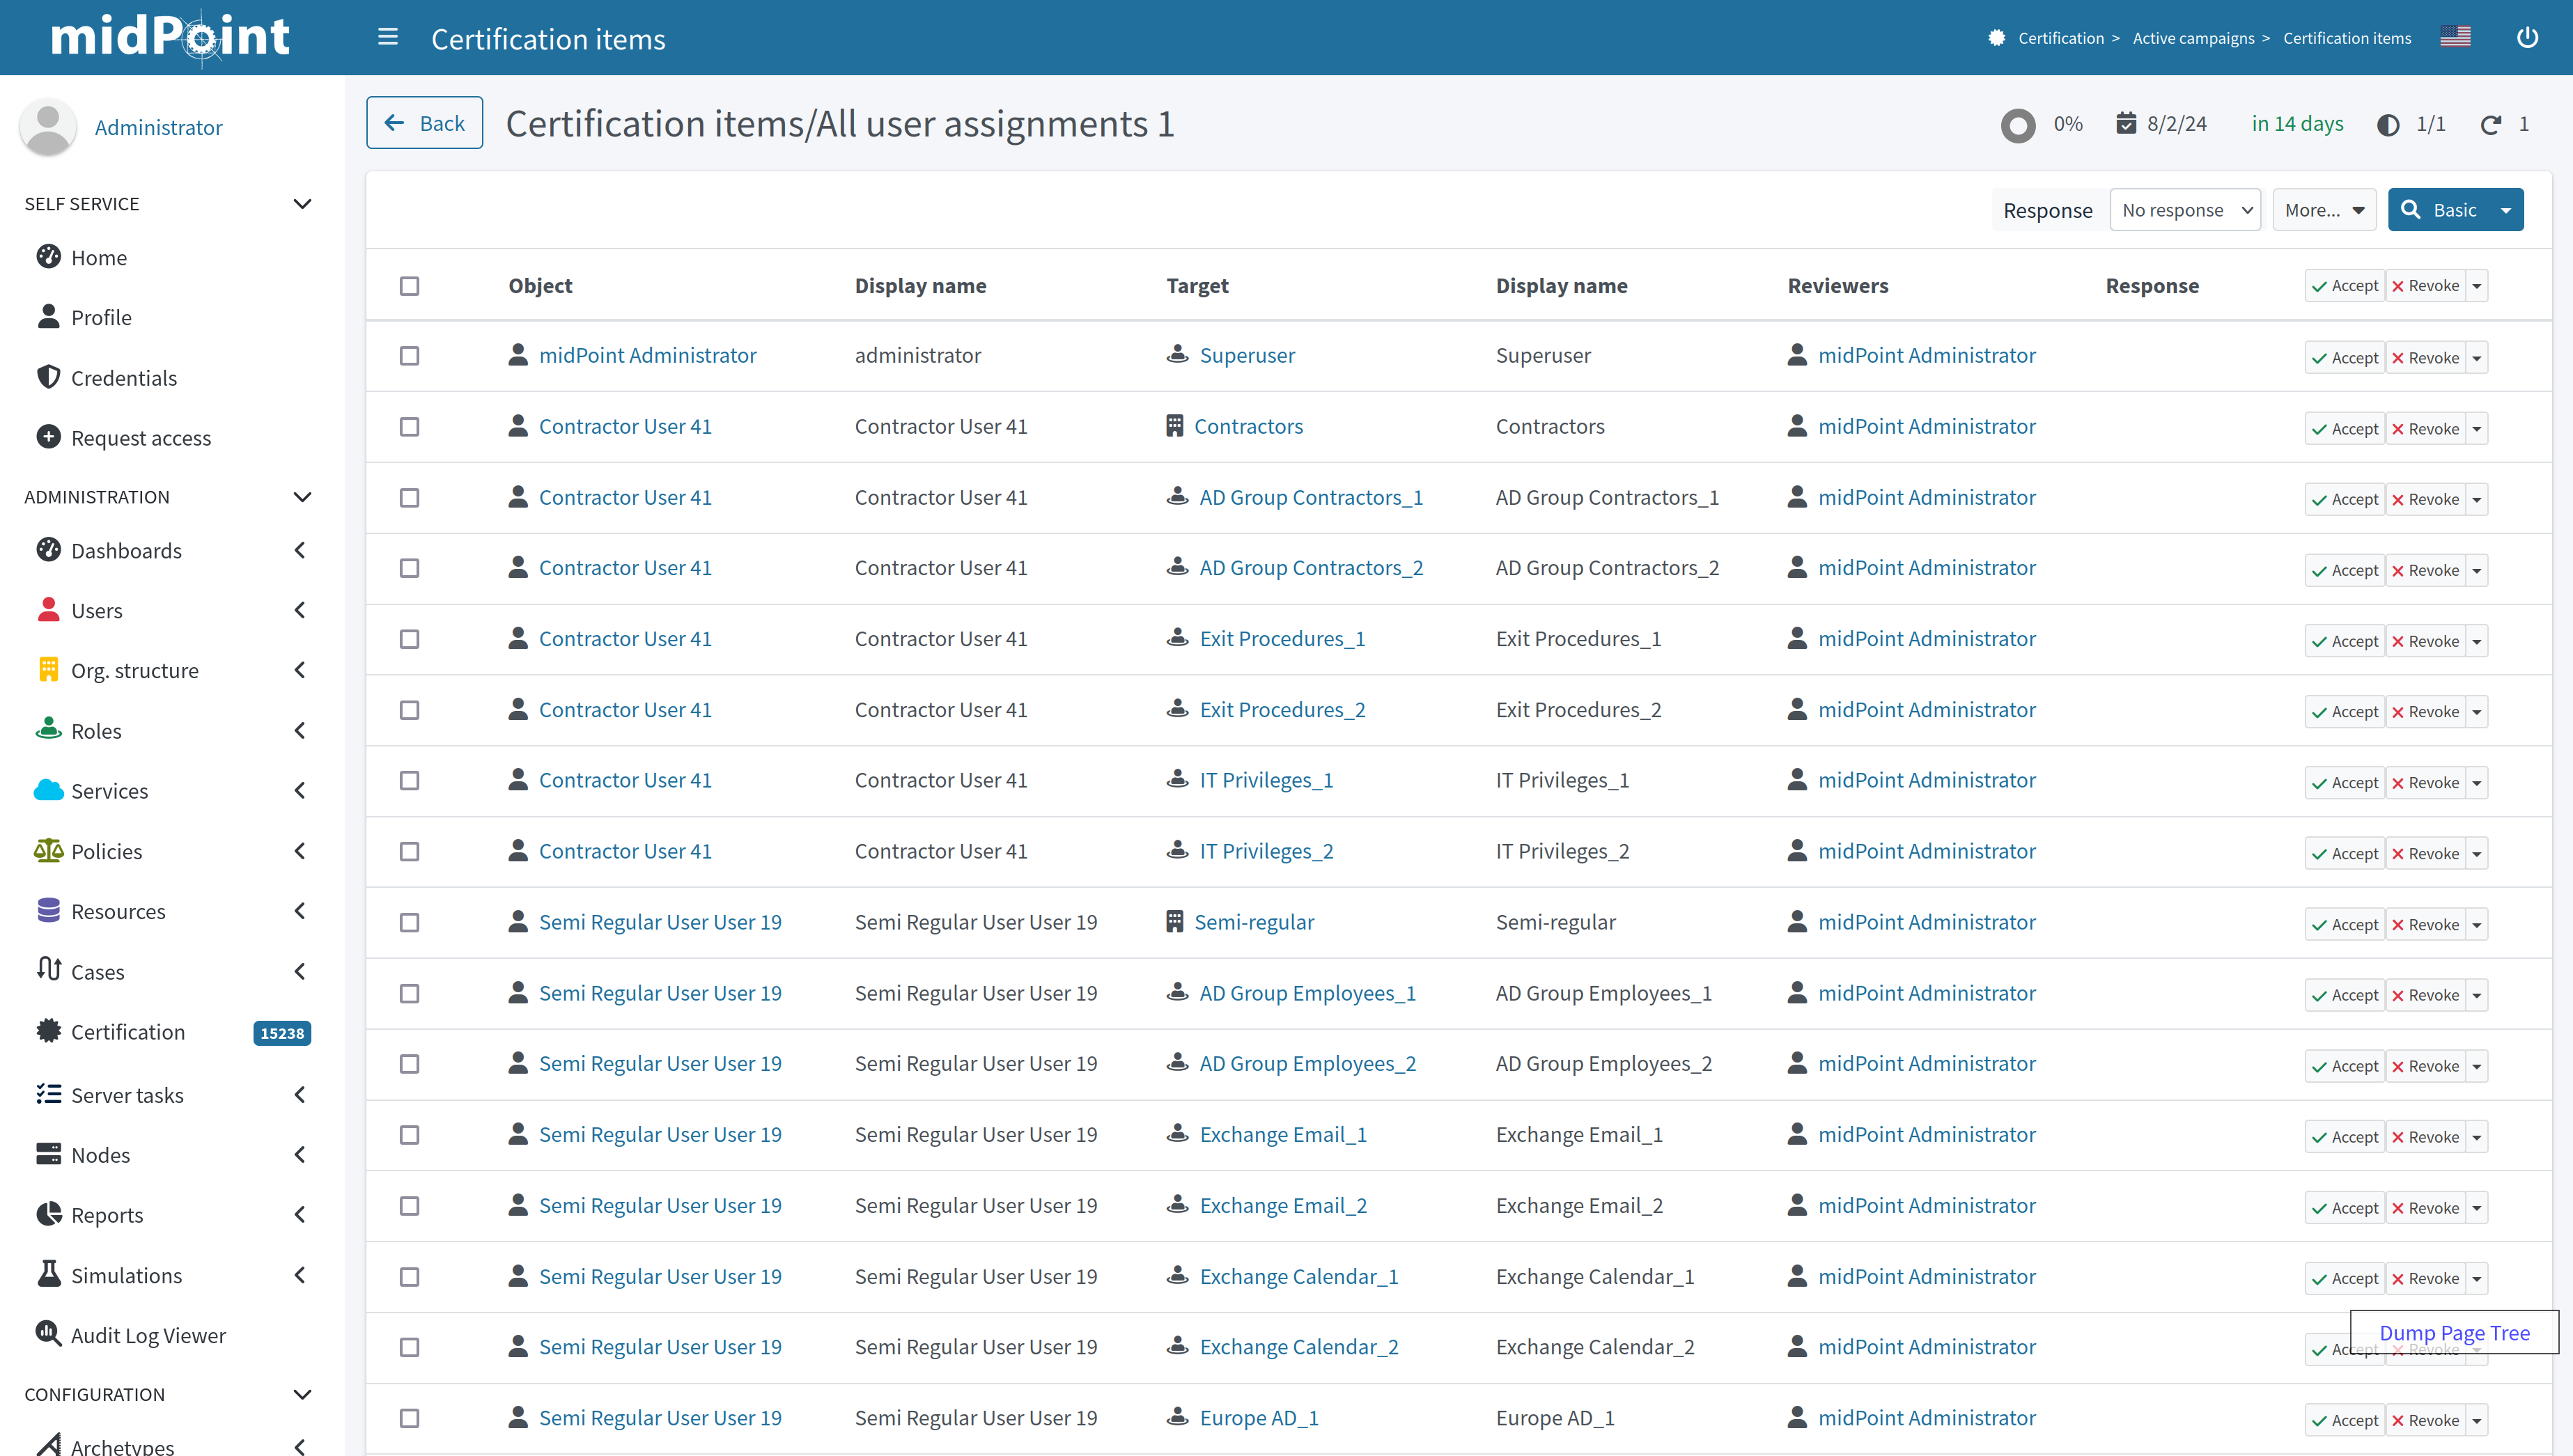 midPoint
Certification items
Certification > Active campaigns > Certification items
Administrator
Back
Certification items/All user assignments 1
0% 8/2/24 in 14 days 1/1 1
SELF SERVICE
Home
Profile
Credentials
Request access
ADMINISTRATION
Dashboards
Users
Org. structure
Roles
Services
Policies
Resources
Cases
Certification 15238
Server tasks
Nodes
Reports
Simulations
Audit Log Viewer
CONFIGURATION
Archetypes
Response No response More... Basic
Object Display name Target Display name Reviewers Response Accept Revoke
midPoint Administrator administrator Superuser Superuser midPoint Administrator Accept Revoke
Contractor User 41 Contractor User 41 Contractors Contractors midPoint Administrator Accept Revoke
Contractor User 41 Contractor User 41 AD Group Contractors_1 AD Group Contractors_1 midPoint Administrator Accept Revoke
Contractor User 41 Contractor User 41 AD Group Contractors_2 AD Group Contractors_2 midPoint Administrator Accept Revoke
Contractor User 41 Contractor User 41 Exit Procedures_1 Exit Procedures_1 midPoint Administrator Accept Revoke
Contractor User 41 Contractor User 41 Exit Procedures_2 Exit Procedures_2 midPoint Administrator Accept Revoke
Contractor User 41 Contractor User 41 IT Privileges_1 IT Privileges_1 midPoint Administrator Accept Revoke
Contractor User 41 Contractor User 41 IT Privileges_2 IT Privileges_2 midPoint Administrator Accept Revoke
Semi Regular User User 19 Semi Regular User User 19 Semi-regular Semi-regular midPoint Administrator Accept Revoke
Semi Regular User User 19 Semi Regular User User 19 AD Group Employees_1 AD Group Employees_1 midPoint Administrator Accept Revoke
Semi Regular User User 19 Semi Regular User User 19 AD Group Employees_2 AD Group Employees_2 midPoint Administrator Accept Revoke
Semi Regular User User 19 Semi Regular User User 19 Exchange Email_1 Exchange Email_1 midPoint Administrator Accept Revoke
Semi Regular User User 19 Semi Regular User User 19 Exchange Email_2 Exchange Email_2 midPoint Administrator Accept Revoke
Semi Regular User User 19 Semi Regular User User 19 Exchange Calendar_1 Exchange Calendar_1 midPoint Administrator Accept Revoke
Dump Page Tree
Semi Regular User User 19 Semi Regular User User 19 Exchange Calendar_2 Exchange Calendar_2 midPoint Administrator Accept Revoke
Semi Regular User User 19 Semi Regular User User 19 Europe AD_1 Europe AD_1 midPoint Administrator Accept Revoke